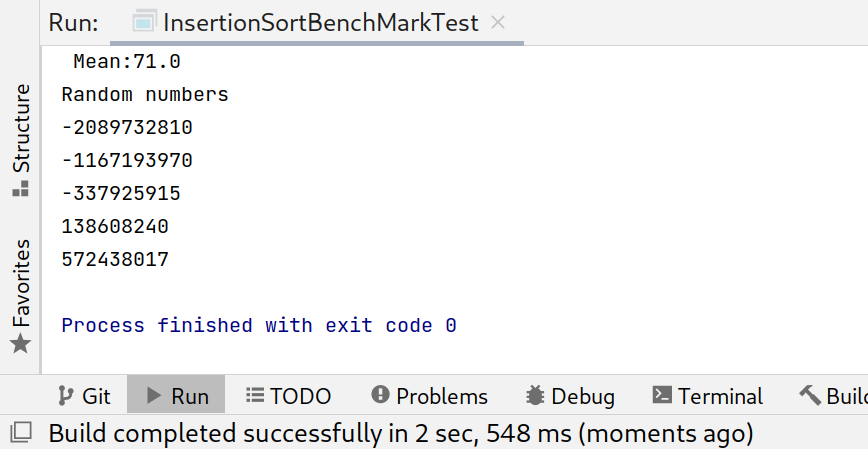 Run: InsertionSortBenchMarkTest ×
Mean:71.0
Random numbers
-2089732810
-1167193970
-337925915
138608240
572438017
Process finished with exit code 0
Structure
Favorites
Git Run TODO Problems Debug Terminal Build
Build completed successfully in 2 sec, 548 ms (moments ago)